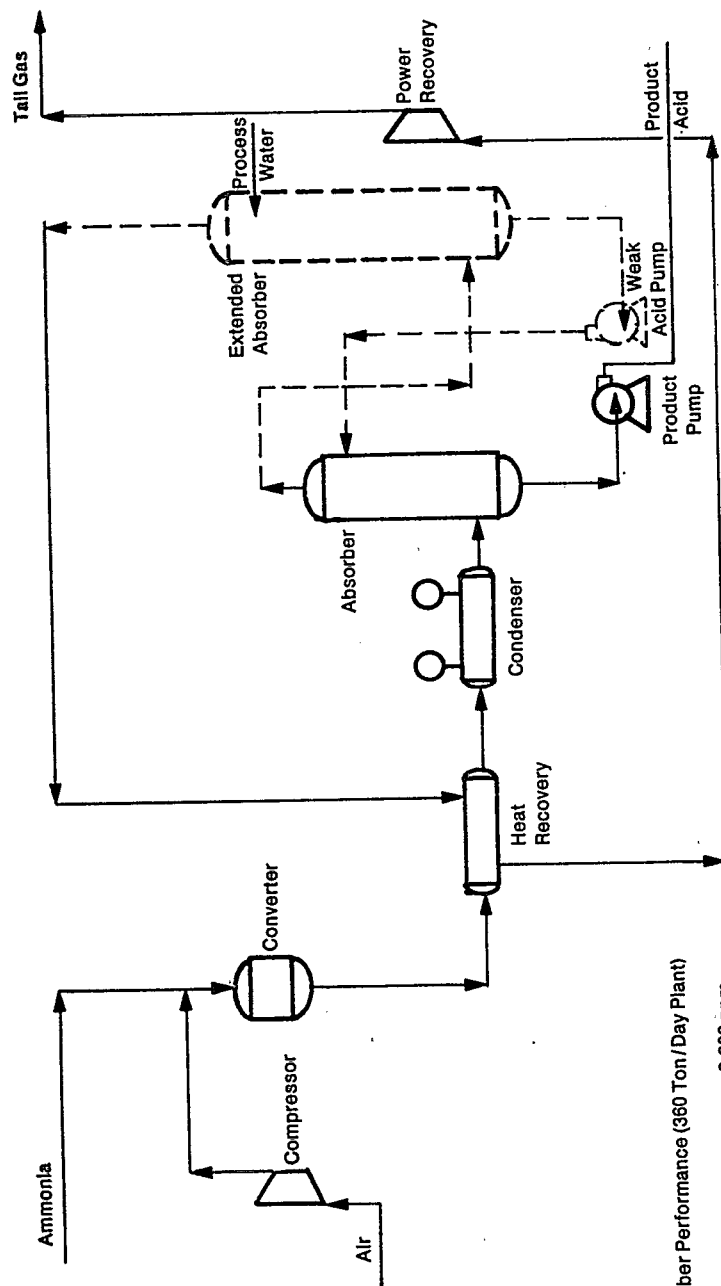 Tail Gas
Power
Recovery
Product
Acid
Process
Water
Extended
Absorber
Weak
Acid Pump
Product
Pump
Absorber
Condenser
Heat
Recovery
Converter
Compressor
Ammonia
Air
ber Performance (360 Ton/Day Plant)